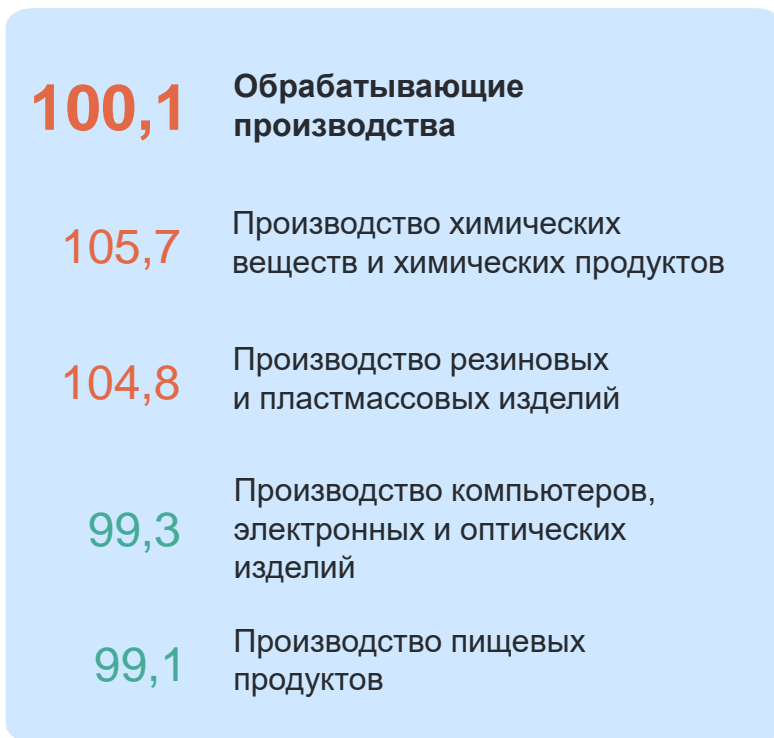 100,1
Обрабатывающие
производства
105,7
Производство химических
веществ и химических продуктов
104,8
Производство резиновых
и пластмассовых изделий
99,3
Производство компьютеров,
электронных и оптических
изделий
99,1
Производство пищевых
продуктов